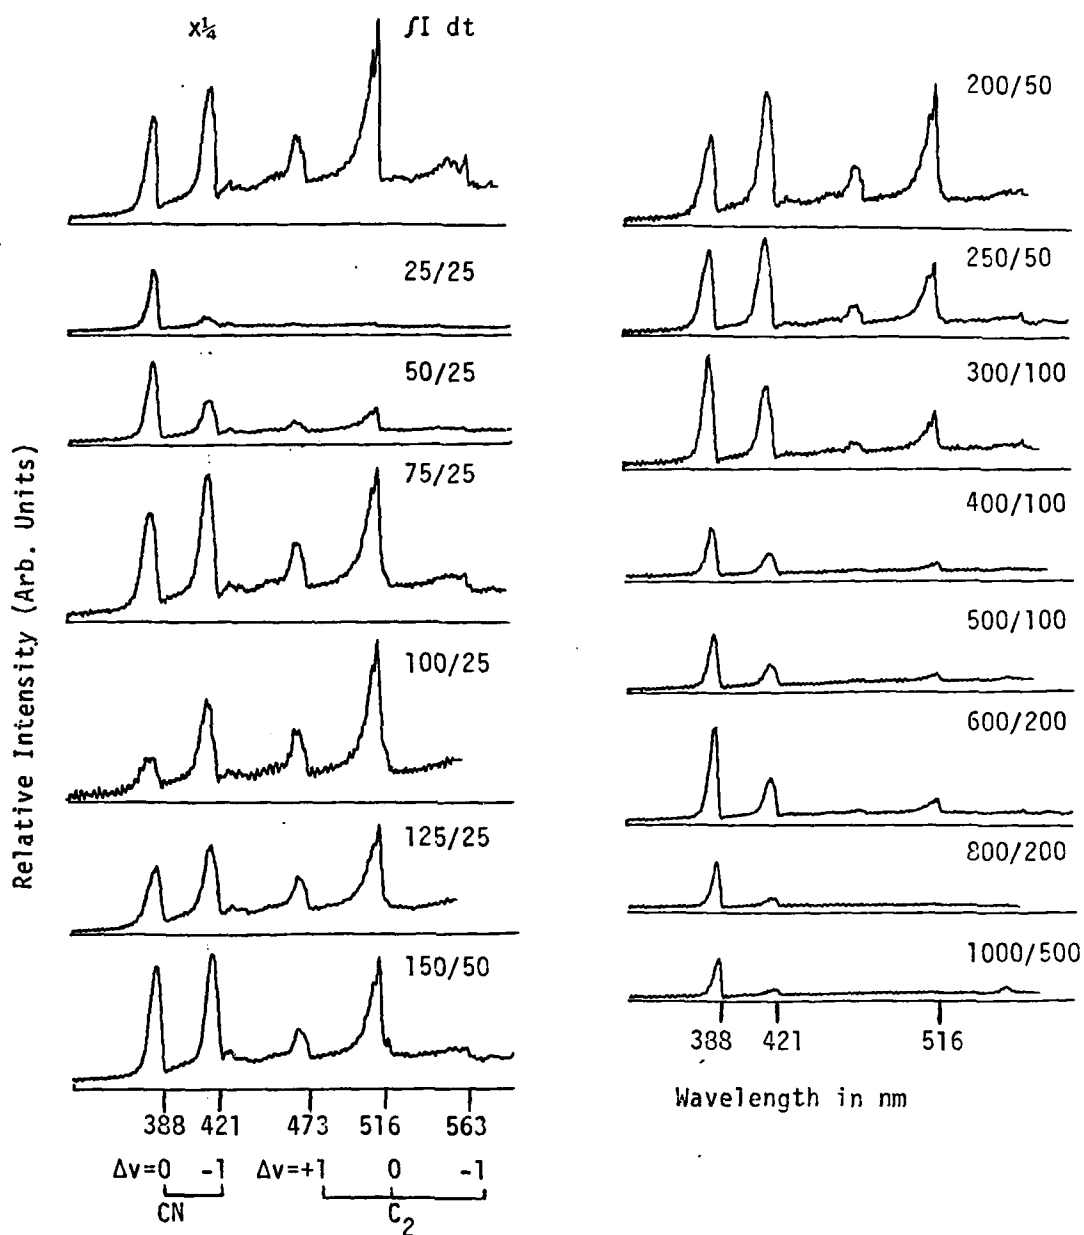 x¼ ∫I dt
25/25
50/25
75/25
100/25
125/25
150/50
388 421 473 516 563
Δv=0 -1 Δv=+1 0 -1
CN C2
200/50
250/50
300/100
400/100
500/100
600/200
800/200
1000/500
388 421 516
Wavelength in nm
Relative Intensity (Arb. Units)